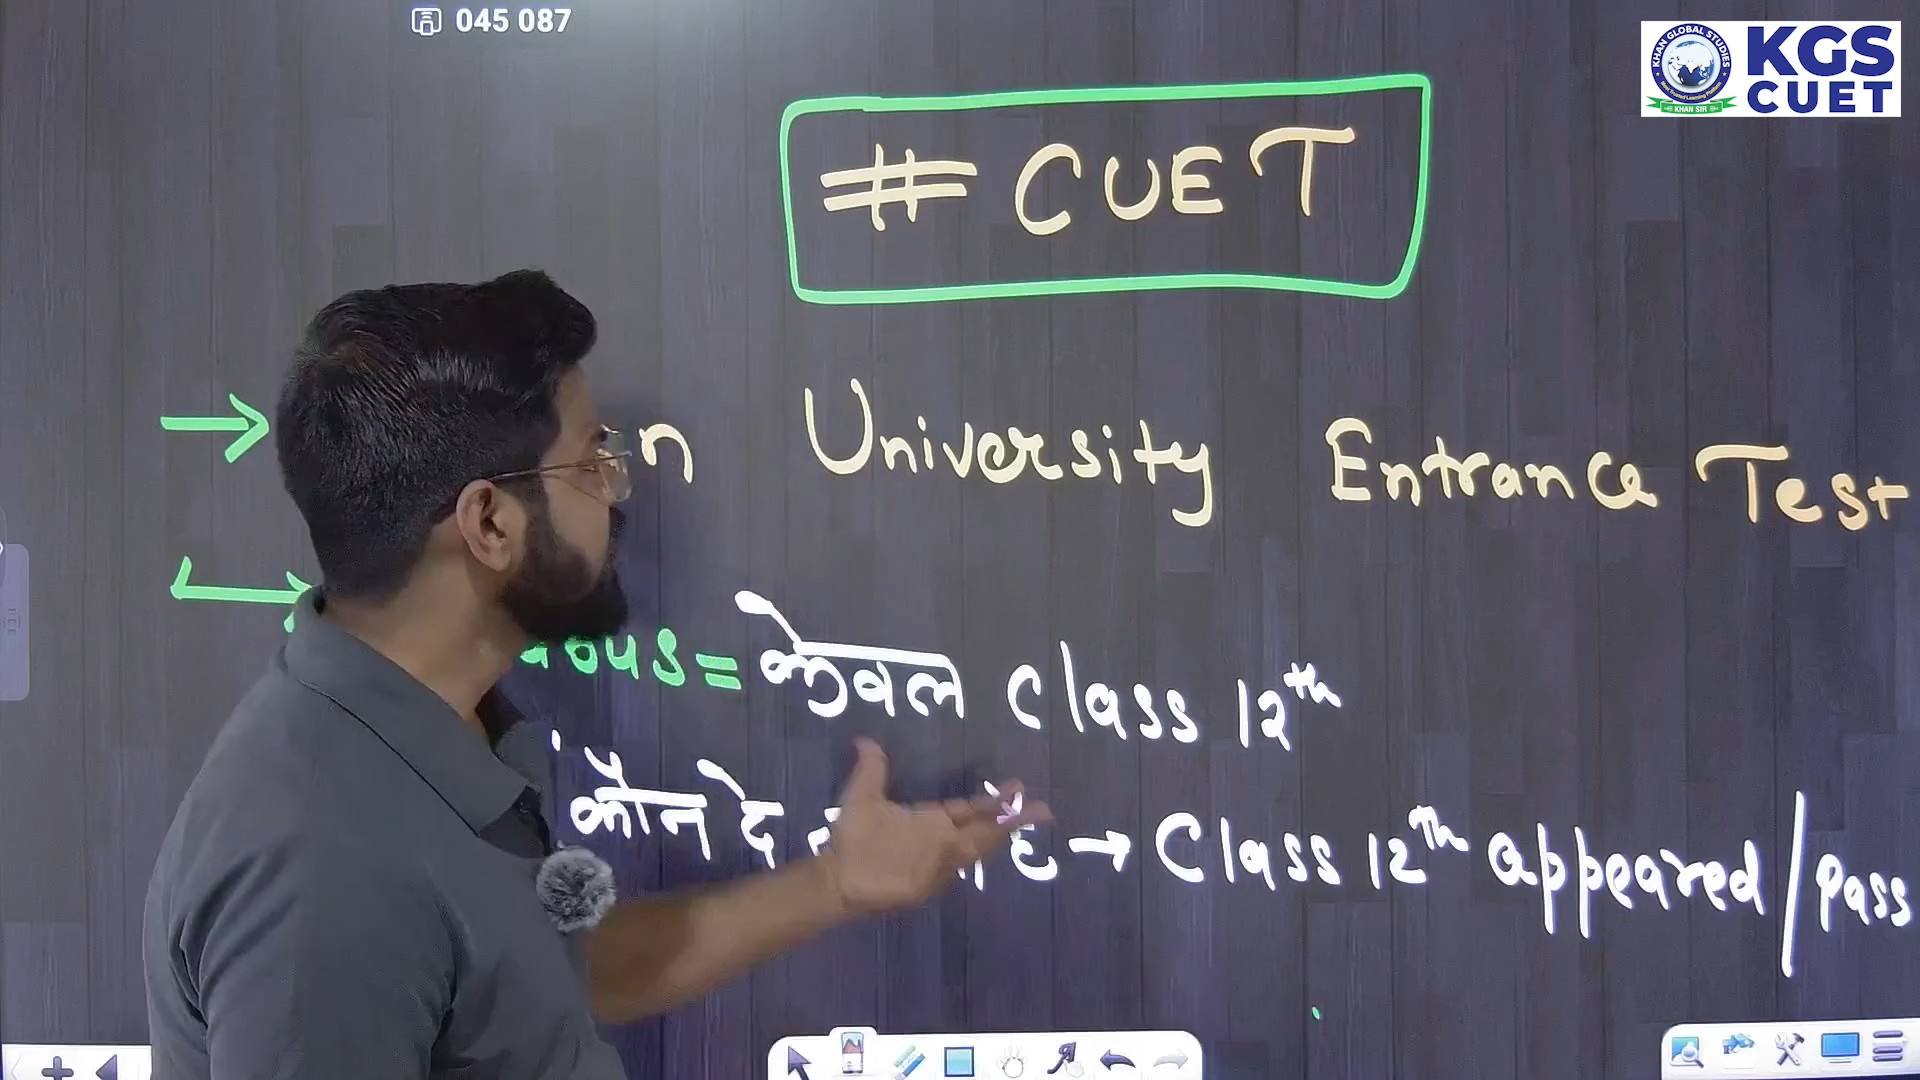 045 087
KHAN GLOBAL STUDIES
KHAN SIR
KGS
CUET
# CUET
University Entrance Test
= केवल Class 12th
कौन दे → Class 12th appeared / Pass